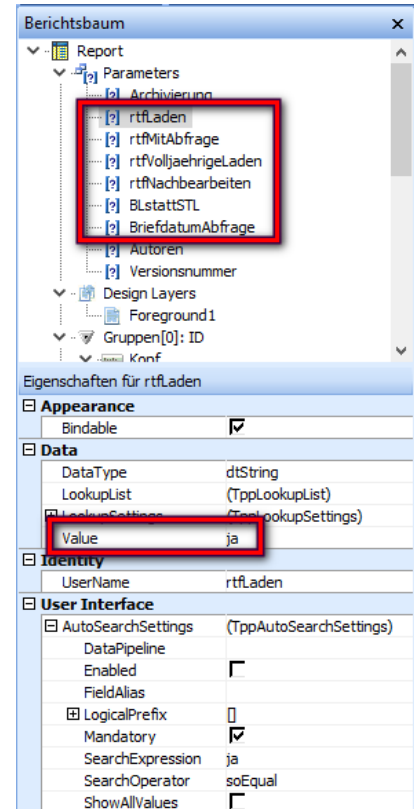 Berichtsbaum x
Report
Parameters
[?] Archivierung
[?] rtfLaden
[?] rtfMitAbfrage
[?] rtfVolljaehrigeLaden
[?] rtfNachbearbeiten
[?] BLstattSTL
[?] BriefdatumAbfrage
[?] Autoren
[?] Versionsnummer
Design Layers
Foreground1
Gruppen[0]: ID
Kopf
Eigenschaften für rtfLaden
Appearance
Bindable
Data
DataType dtString
LookupList (TppLookupList)
LookupSettings (TppLookupSettings)
Value ja
Identity
UserName rtfLaden
User Interface
AutoSearchSettings (TppAutoSearchSettings)
DataPipeline
Enabled
FieldAlias
LogicalPrefix []
Mandatory
SearchExpression ja
SearchOperator soEqual
ShowAllValues